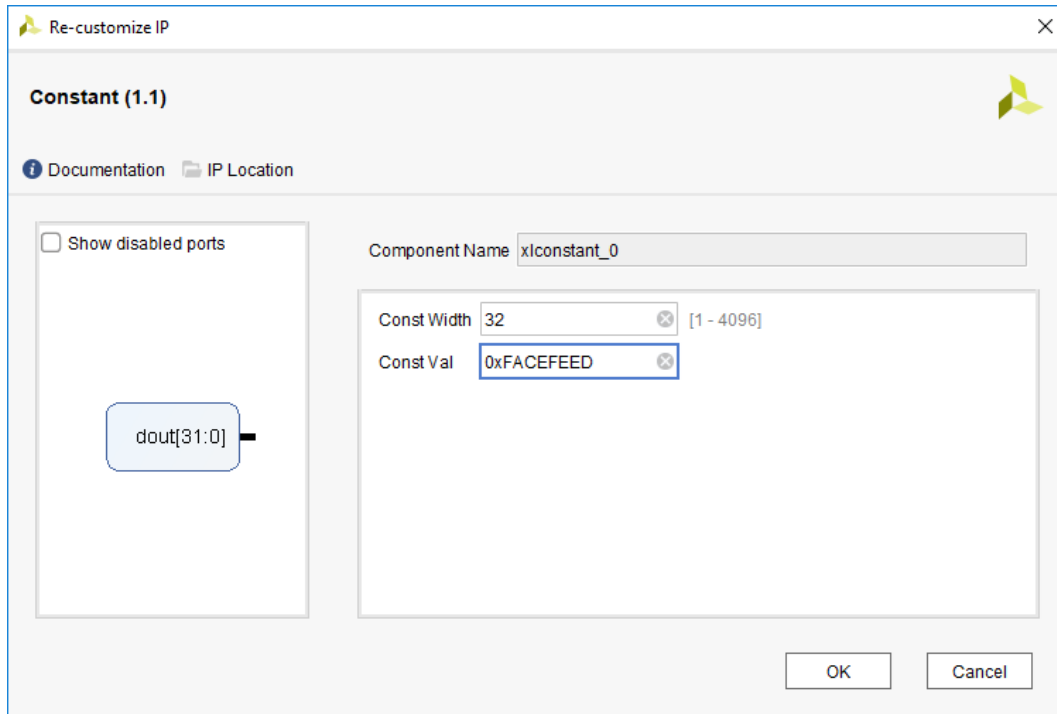 Re-customize IP
Constant (1.1)
Documentation IP Location
Show disabled ports
dout[31:0]
Component Name xlconstant_0
Const Width 32 [1 - 4096]
Const Val 0xFACEFEED
OK Cancel